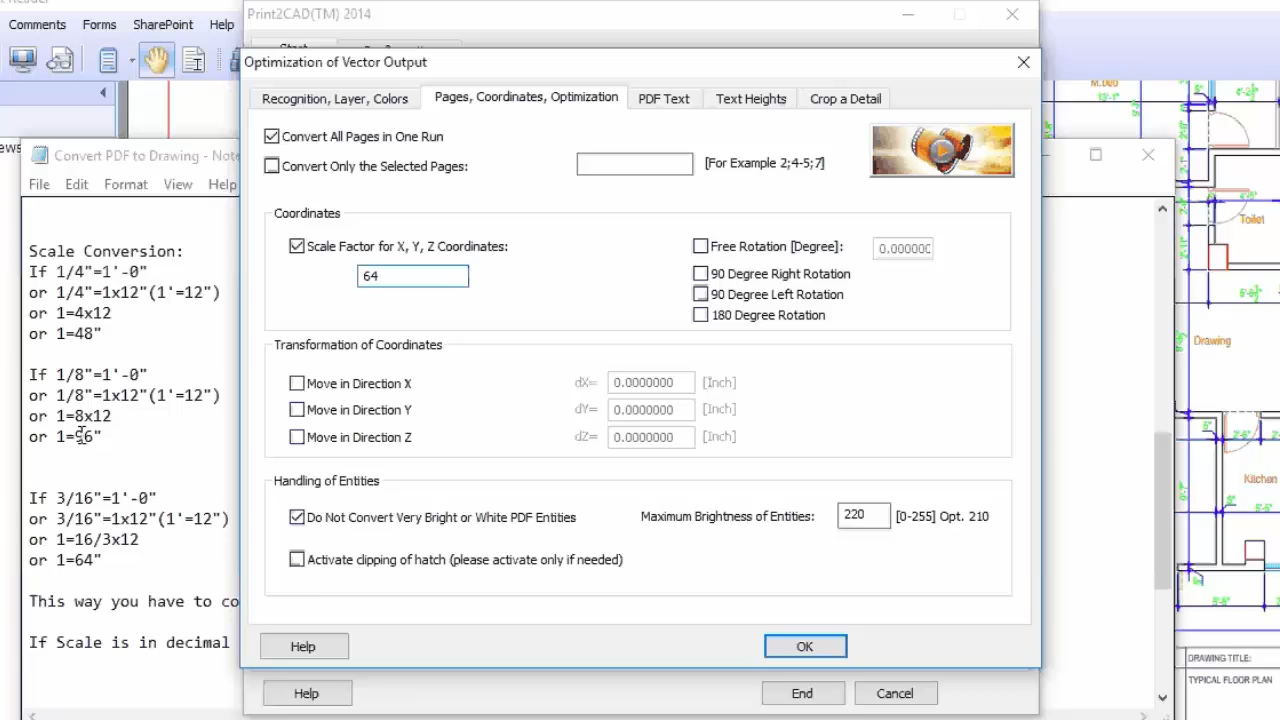 t Reader
Comments Forms SharePoint Help
Print2CAD(TM) 2014
Start
Optimization of Vector Output
Recognition, Layer, Colors Pages, Coordinates, Optimization PDF Text Text Heights Crop a Detail
Convert All Pages in One Run
Convert Only the Selected Pages: [For Example 2;4-5;7]
Coordinates
Scale Factor for X, Y, Z Coordinates:
64
Free Rotation [Degree]: 0.00000C
90 Degree Right Rotation
90 Degree Left Rotation
180 Degree Rotation
Transformation of Coordinates
Move in Direction X dX= 0.0000000 [Inch]
Move in Direction Y dY= 0.0000000 [Inch]
Move in Direction Z dZ= 0.0000000 [Inch]
Handling of Entities
Do Not Convert Very Bright or White PDF Entities Maximum Brightness of Entities: 220 [0-255] Opt. 210
Activate clipping of hatch (please activate only if needed)
Help OK
Help End Cancel
ews
Convert PDF to Drawing - Note
File Edit Format View Help
Scale Conversion:
If 1/4"=1'-0"
or 1/4"=1x12"(1'=12")
or 1=4x12
or 1=48"
If 1/8"=1'-0"
or 1/8"=1x12"(1'=12")
or 1=8x12
or 1=96"
If 3/16"=1'-0"
or 3/16"=1x12"(1'=12")
or 1=16/3x12
or 1=64"
This way you have to co
If Scale is in decimal
M.Bed
13'-1"
Toilet
Drawing
Kitchen
5'-6"
DRAWING TITLE:
TYPICAL FLOOR PLAN